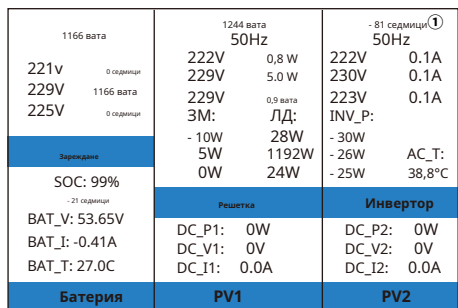 1166 вата
221v 0 седмици
229V 1166 вата
225V 0 седмици
Зареждане
SOC: 99%
- 21 седмици
BAT_V: 53.65V
BAT_I: -0.41A
BAT_T: 27.0C
Батерия
1244 вата
50Hz
222V 0,8 W
229V 5.0 W
229V 0,9 вата
ЗМ: ЛД:
- 10W 28W
5W 1192W
0W 24W
Решетка
DC_P1: 0W
DC_V1: 0V
DC_I1: 0.0A
PV1
- 81 седмици ①
50Hz
222V 0.1A
230V 0.1A
223V 0.1A
INV_P:
- 30W
- 26W AC_T:
- 25W 38,8°C
Инвертор
DC_P2: 0W
DC_V2: 0V
DC_I2: 0.0A
PV2